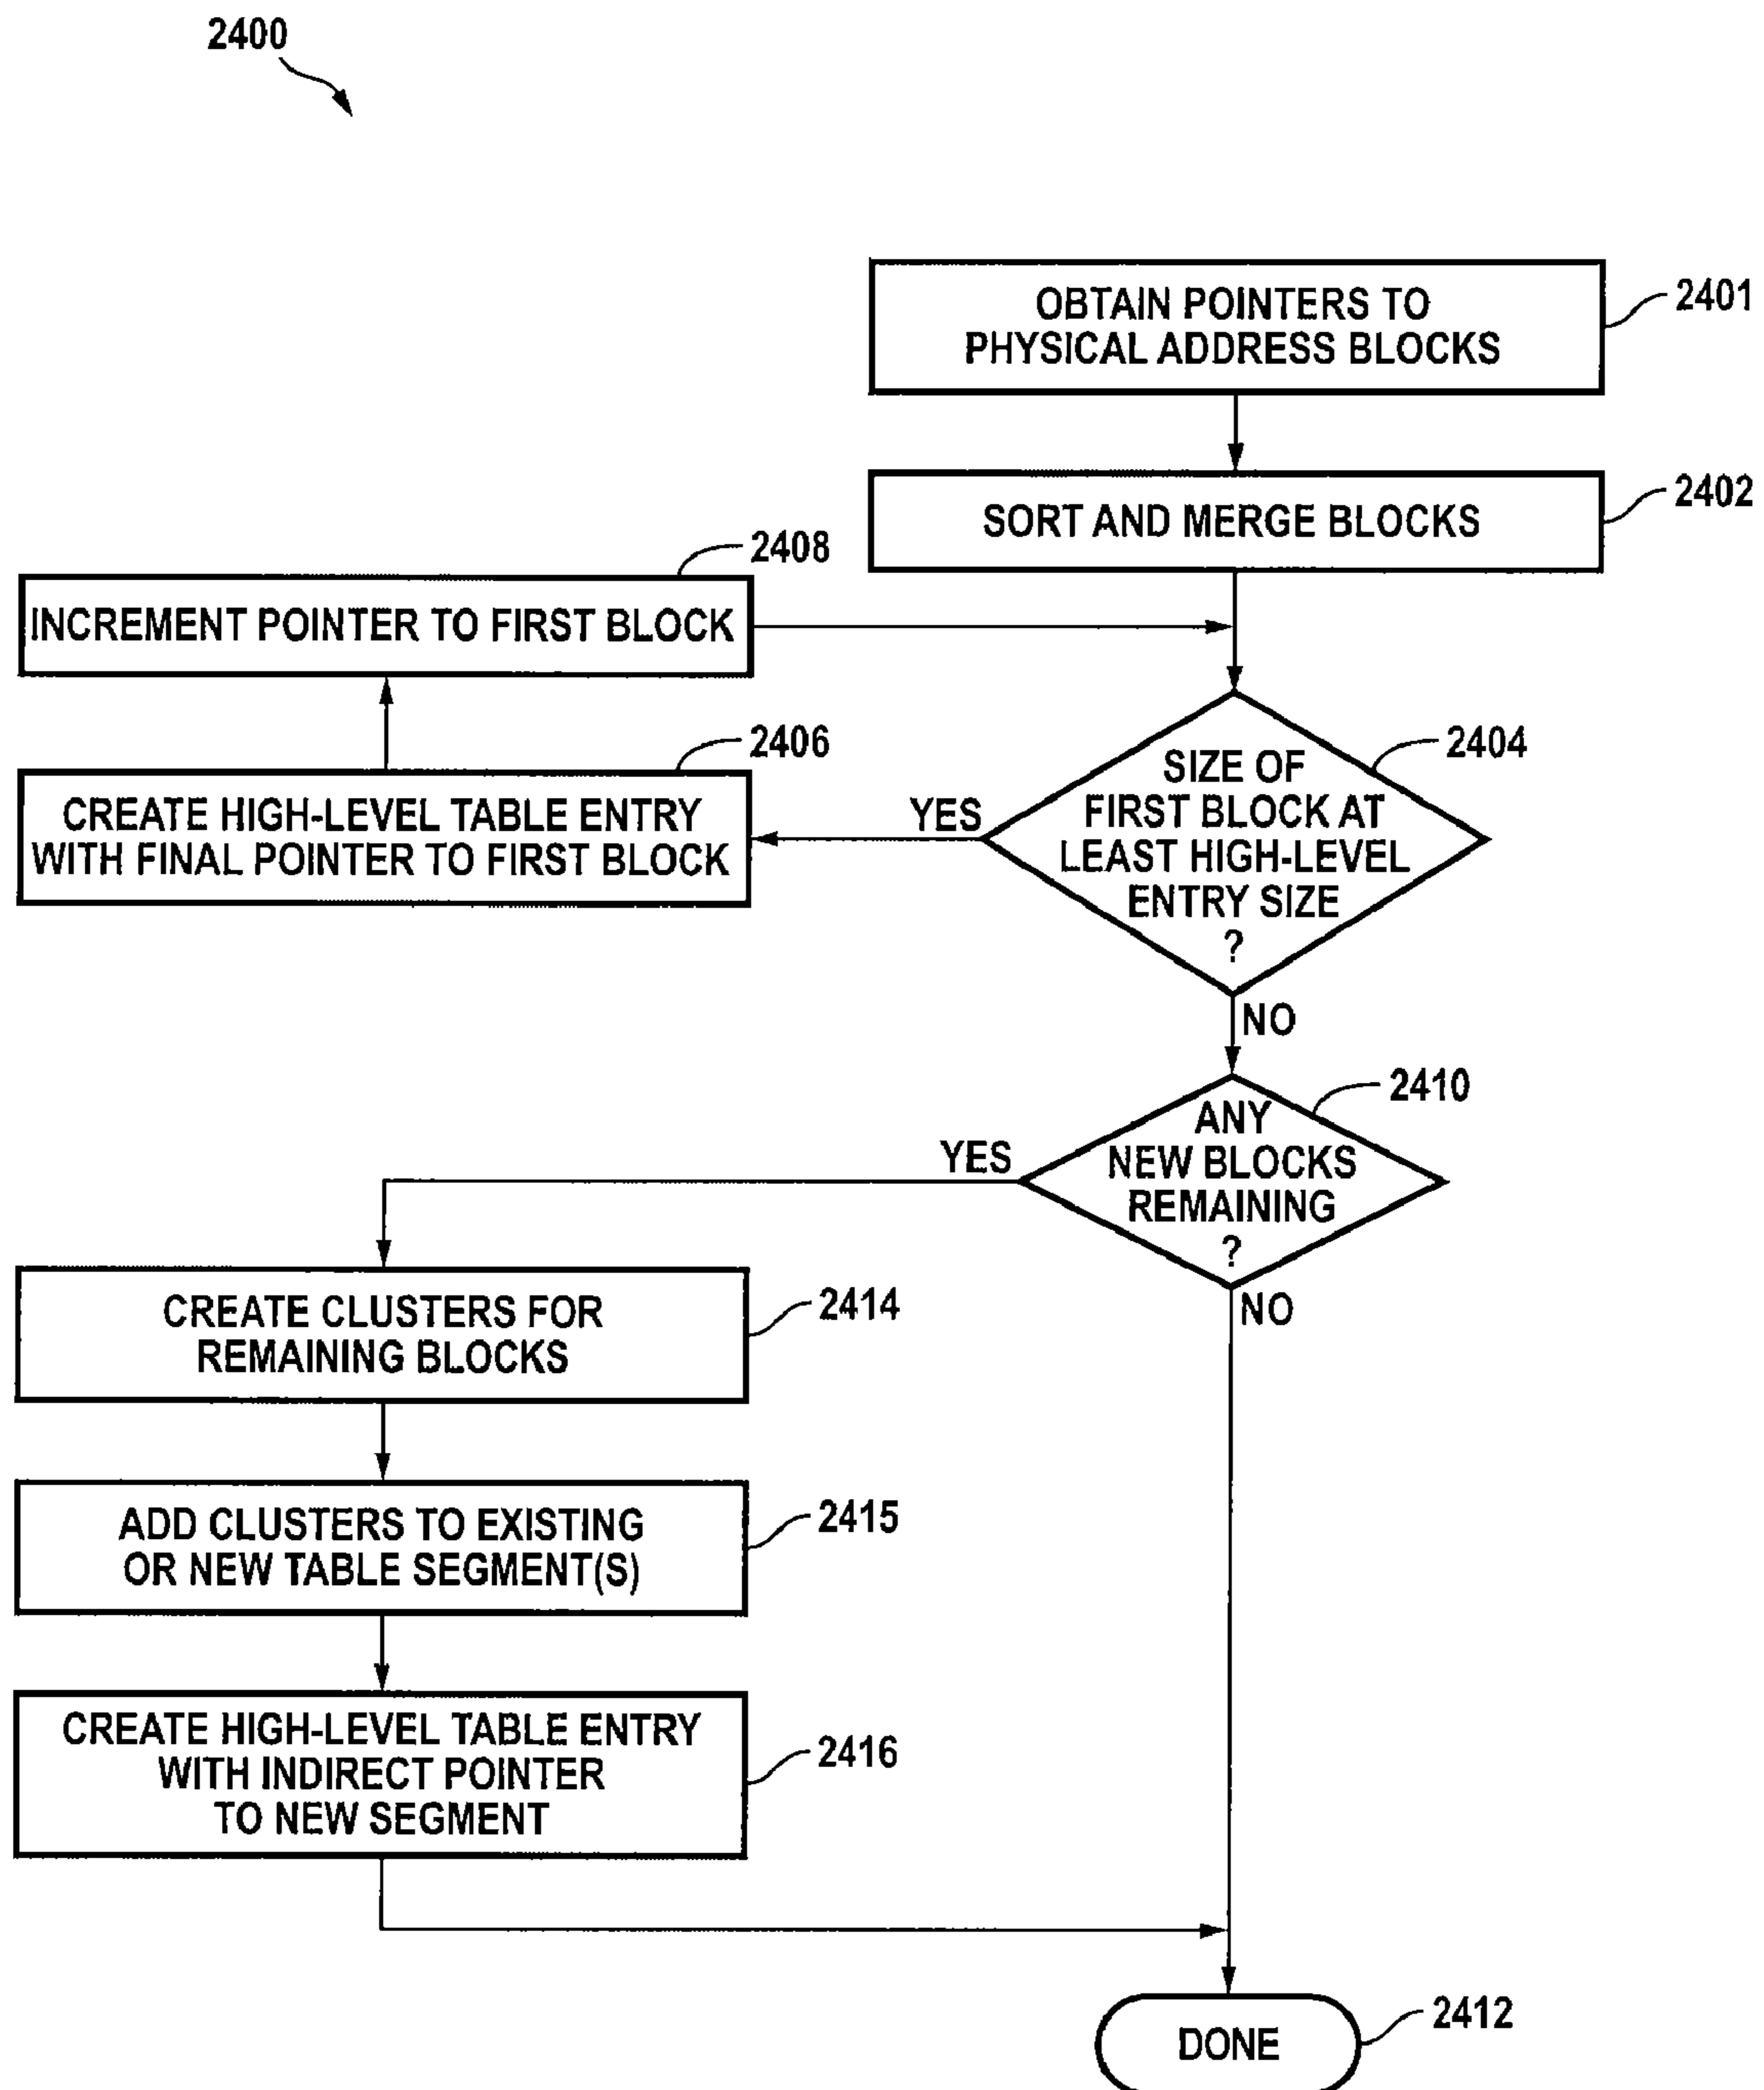 2400
OBTAIN POINTERS TO
PHYSICAL ADDRESS BLOCKS
2401
SORT AND MERGE BLOCKS
2402
2408
INCREMENT POINTER TO FIRST BLOCK
2406
CREATE HIGH-LEVEL TABLE ENTRY
WITH FINAL POINTER TO FIRST BLOCK
YES
SIZE OF
FIRST BLOCK AT
LEAST HIGH-LEVEL
ENTRY SIZE
?
2404
NO
ANY
NEW BLOCKS
REMAINING
?
2410
YES
NO
CREATE CLUSTERS FOR
REMAINING BLOCKS
2414
ADD CLUSTERS TO EXISTING
OR NEW TABLE SEGMENT(S)
2415
CREATE HIGH-LEVEL TABLE ENTRY
WITH INDIRECT POINTER
TO NEW SEGMENT
2416
DONE
2412